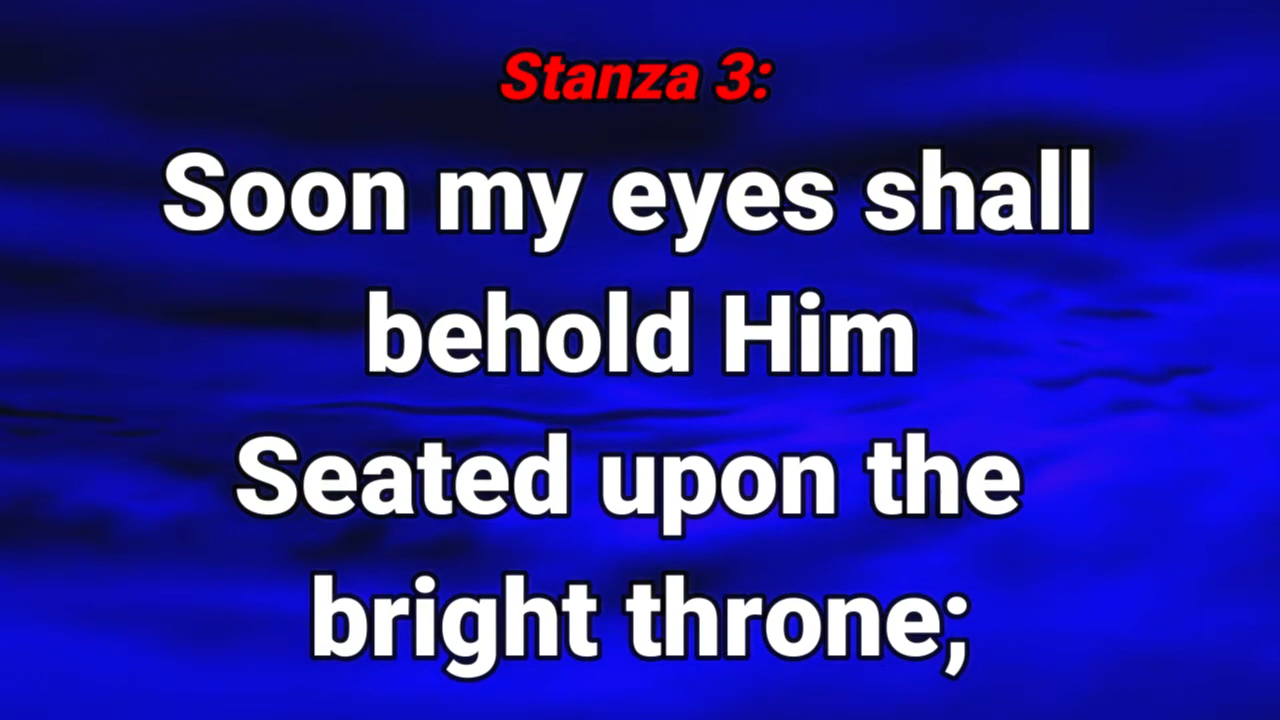 Stanza 3:
Soon my eyes shall
behold Him
Seated upon the
bright throne;